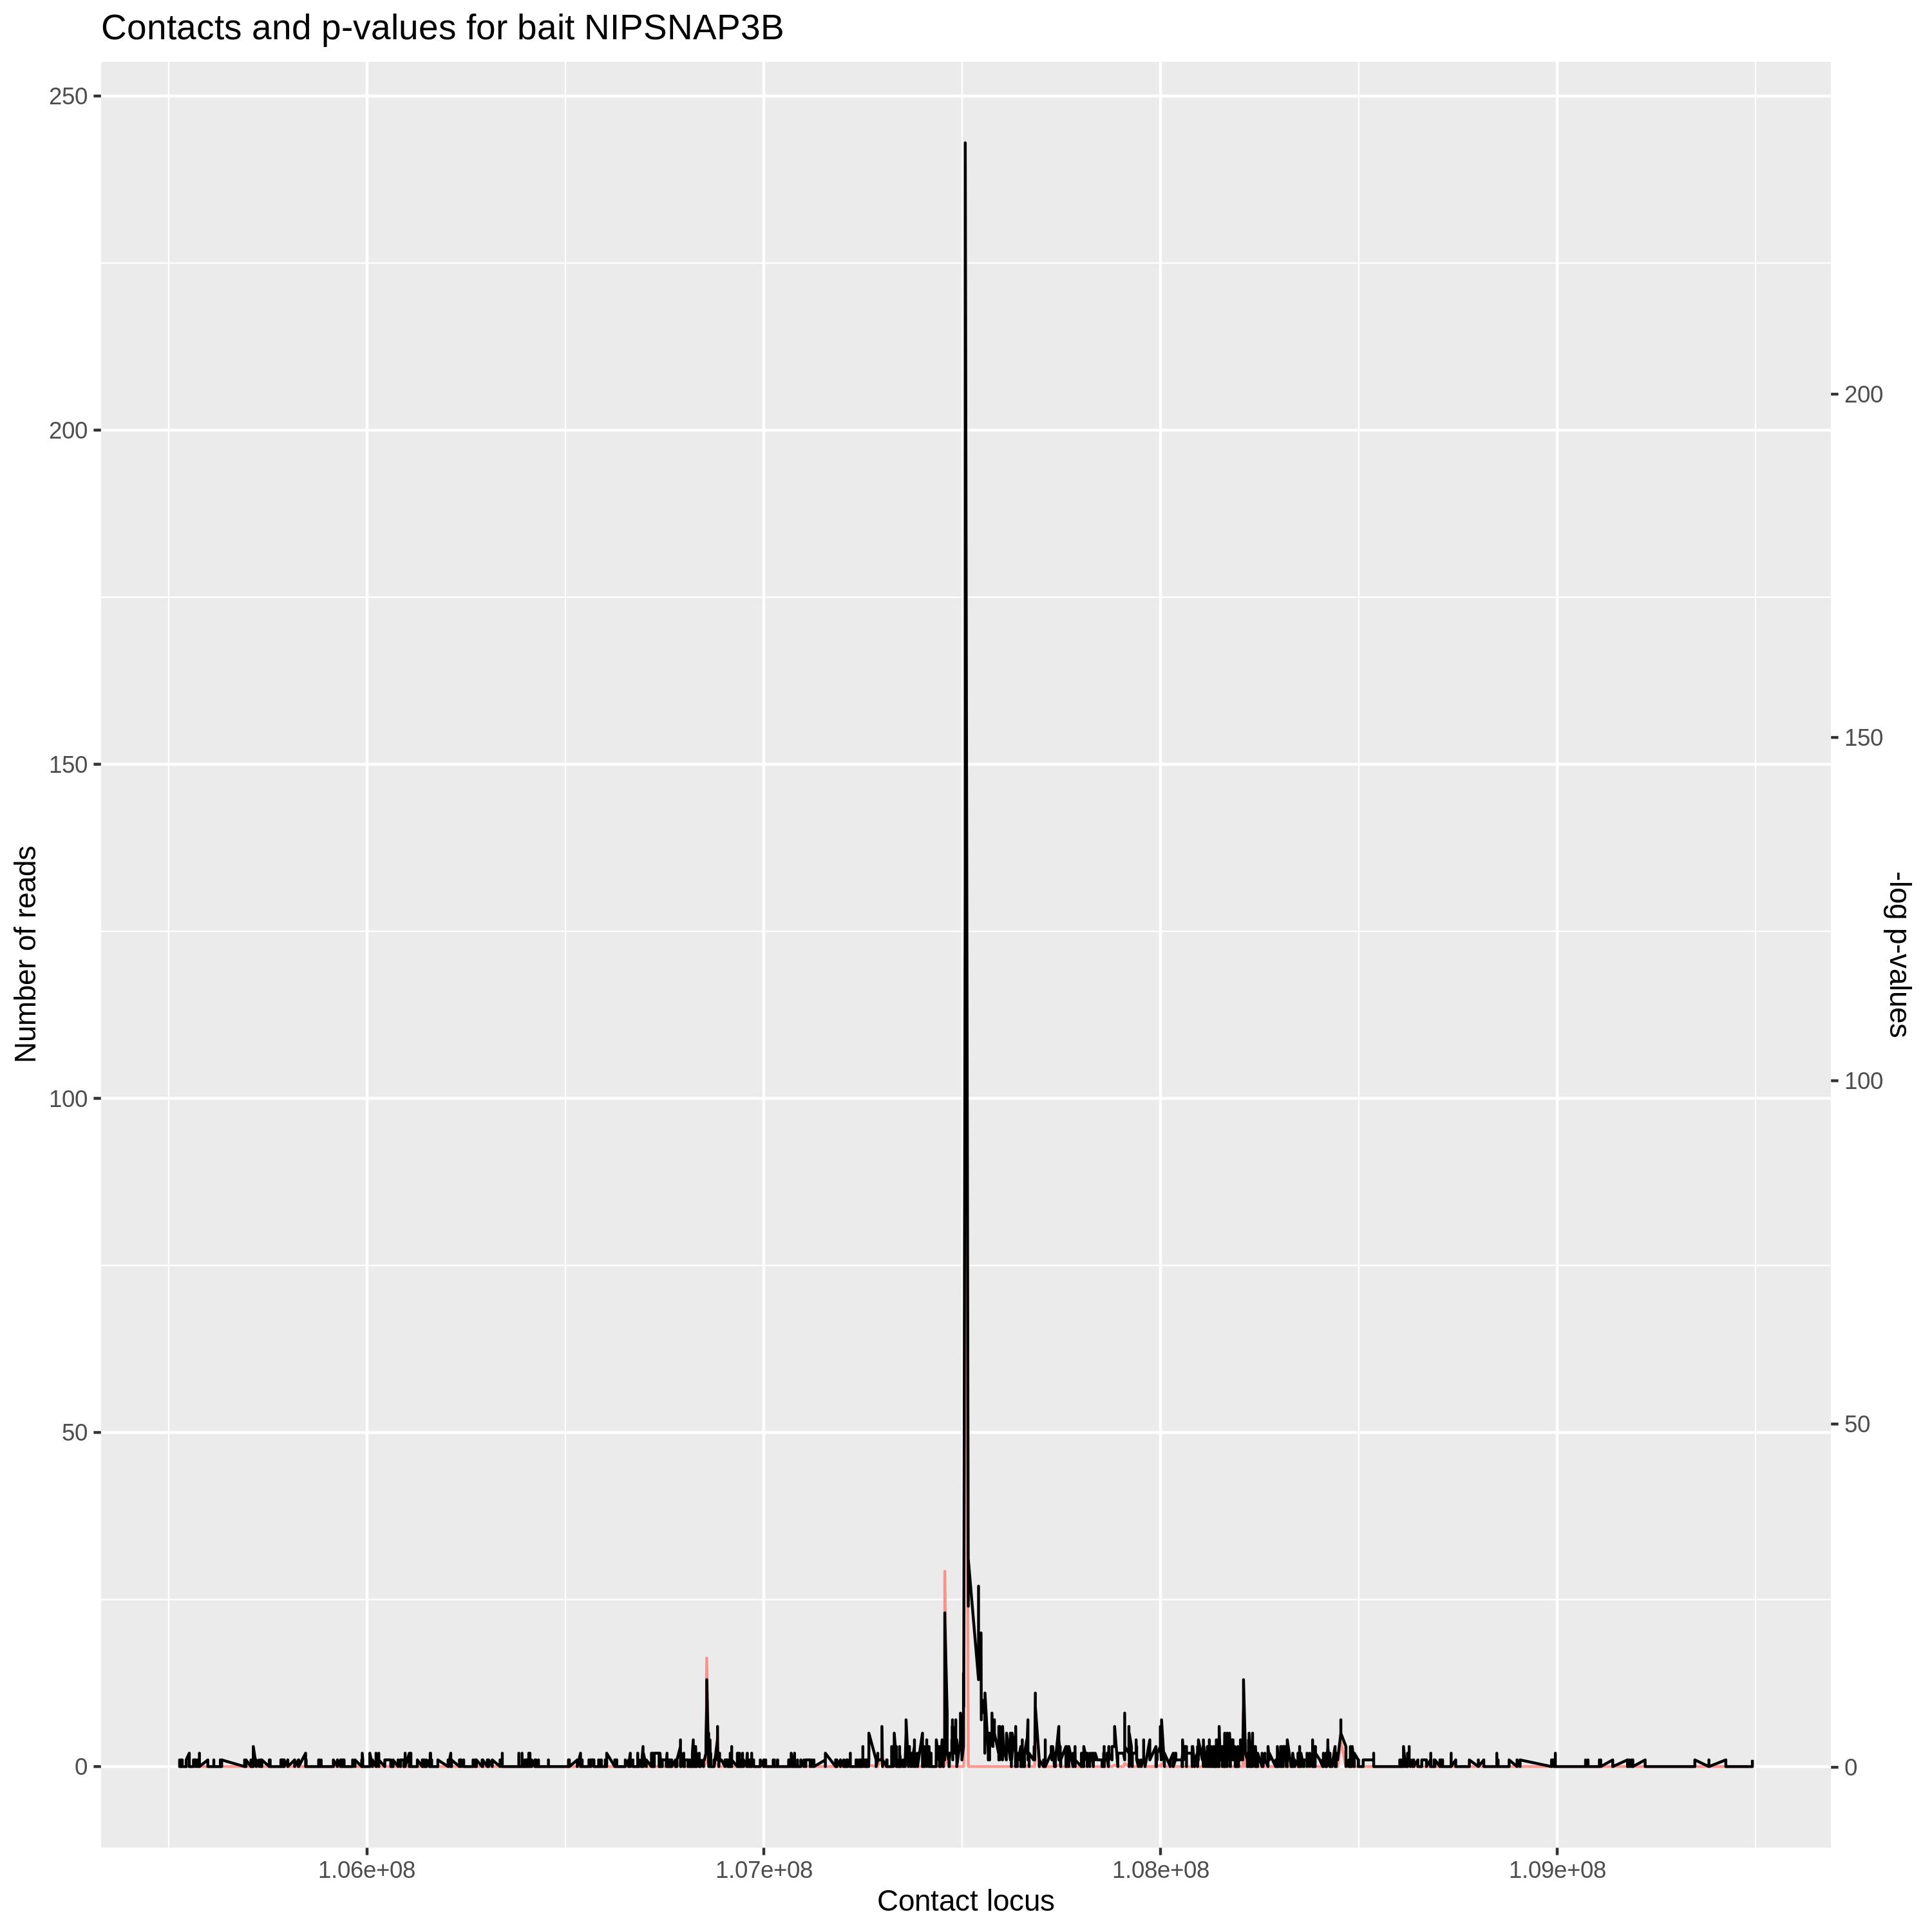 Contacts and p-values for bait NIPSNAP3B
Number of reads
250
200
150
100
50
0
200
150
100
50
0
-log p-values
1.06e+08 1.07e+08 1.08e+08 1.09e+08
Contact locus